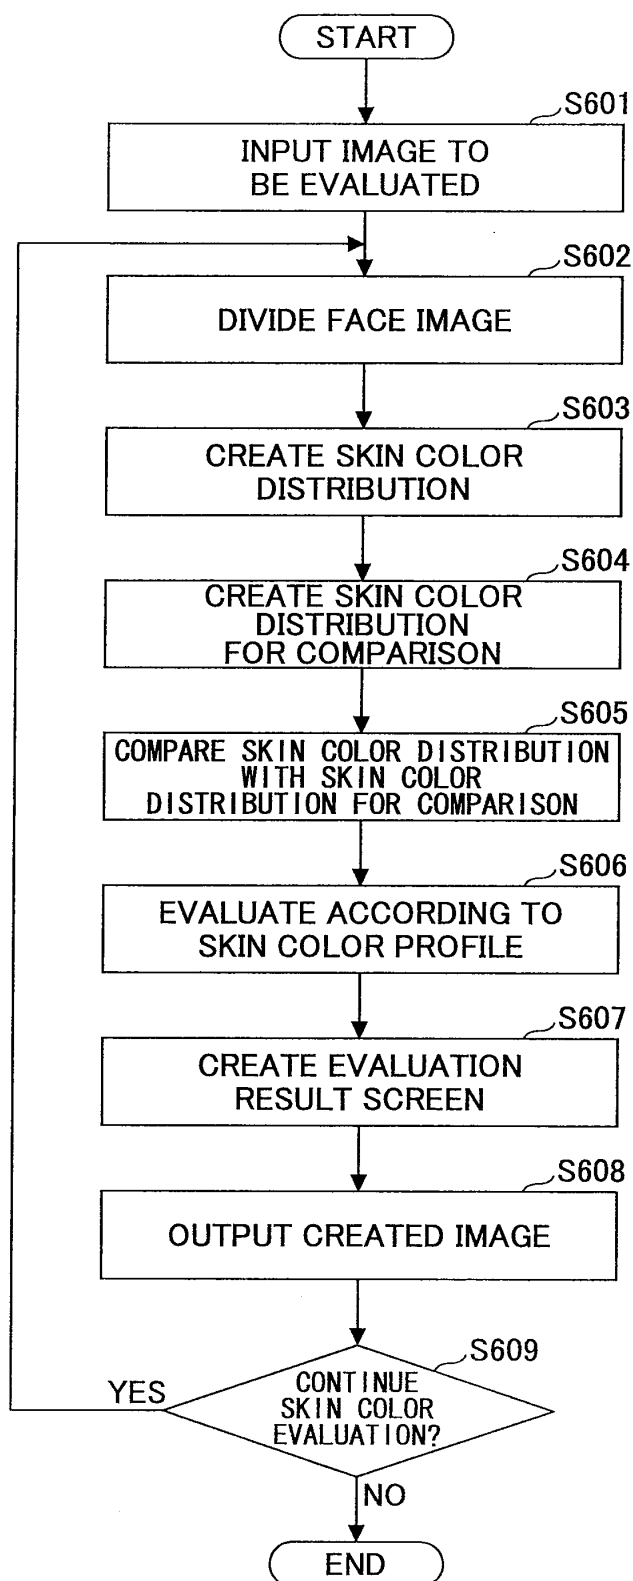 START
S601
INPUT IMAGE TO
BE EVALUATED
S602
DIVIDE FACE IMAGE
S603
CREATE SKIN COLOR
DISTRIBUTION
S604
CREATE SKIN COLOR
DISTRIBUTION
FOR COMPARISON
S605
COMPARE SKIN COLOR DISTRIBUTION
WITH SKIN COLOR
DISTRIBUTION FOR COMPARISON
S606
EVALUATE ACCORDING TO
SKIN COLOR PROFILE
S607
CREATE EVALUATION
RESULT SCREEN
S608
OUTPUT CREATED IMAGE
S609
YES
CONTINUE
SKIN COLOR
EVALUATION?
NO
END